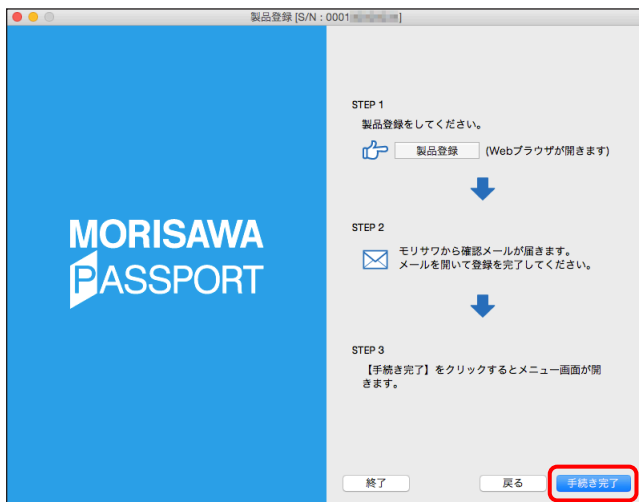 製品登録 [S/N : 0001
STEP 1
製品登録をしてください。
製品登録 (Webブラウザが開きます)
STEP 2
モリサワから確認メールが届きます。
メールを開いて登録を完了してください。
MORISAWA
PASSPORT
STEP 3
【手続き完了】をクリックするとメニュー画面が開
きます。
終了 戻る 手続き完了